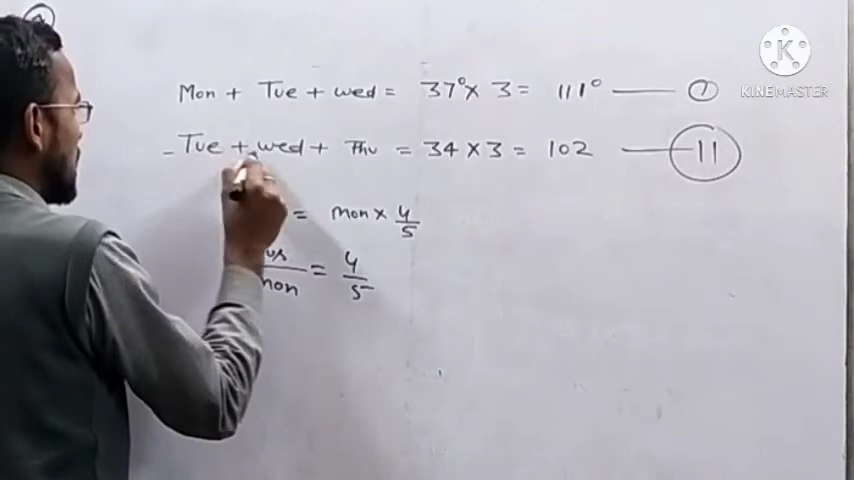 Mon + Tue + wed = 37° × 3 = 111° —— 1
- Tue + wed + Thu = 34 × 3 = 102 —— 11
= Mon × 4/5
/mon = 4/5
KINEMASTER